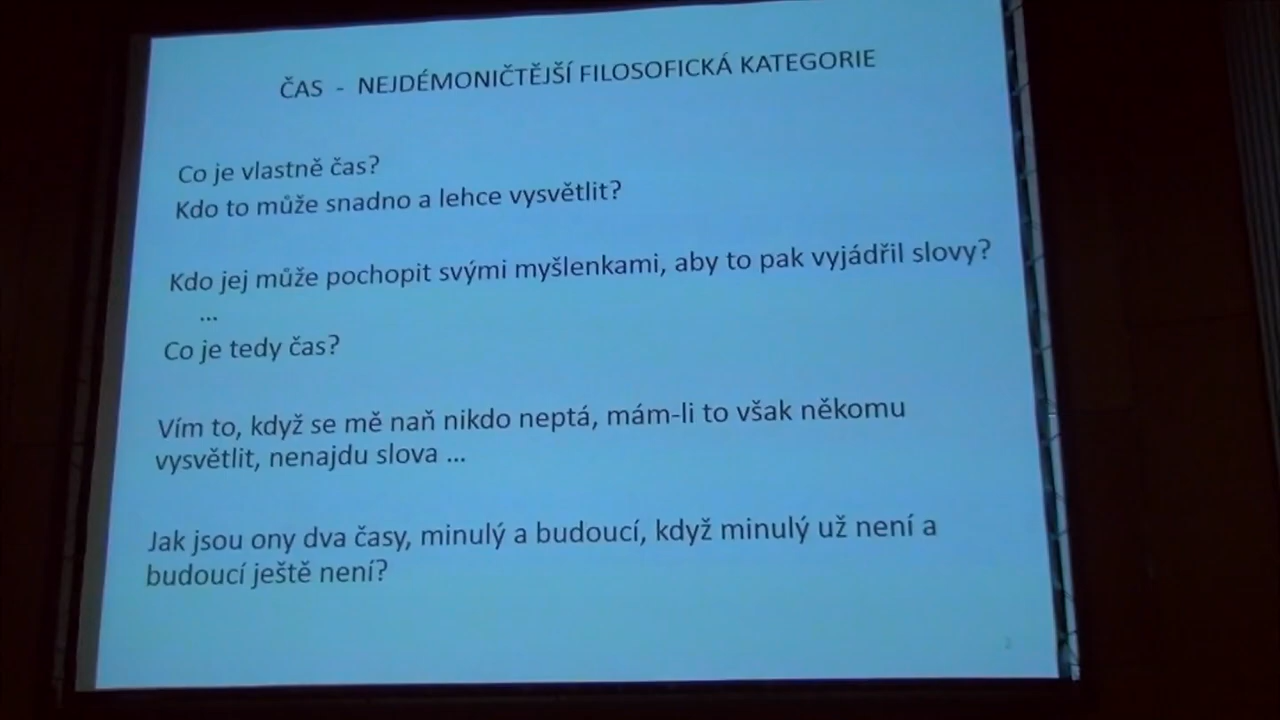 ČAS - NEJDÉMONIČTĚJŠÍ FILOSOFICKÁ KATEGORIE
Co je vlastně čas?
Kdo to může snadno a lehce vysvětlit?
Kdo jej může pochopit svými myšlenkami, aby to pak vyjádřil slovy?
...
Co je tedy čas?
Vím to, když se mě naň nikdo neptá, mám-li to však někomu
vysvětlit, nenajdu slova ...
Jak jsou ony dva časy, minulý a budoucí, když minulý už není a
budoucí ještě není?
2